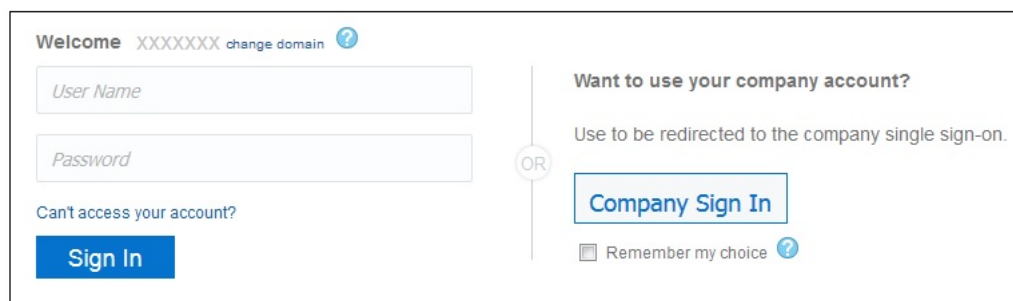 Welcome XXXXXXX change domain ?
User Name
Password
Can't access your account?
Sign In
OR
Want to use your company account?
Use to be redirected to the company single sign-on.
Company Sign In
Remember my choice ?